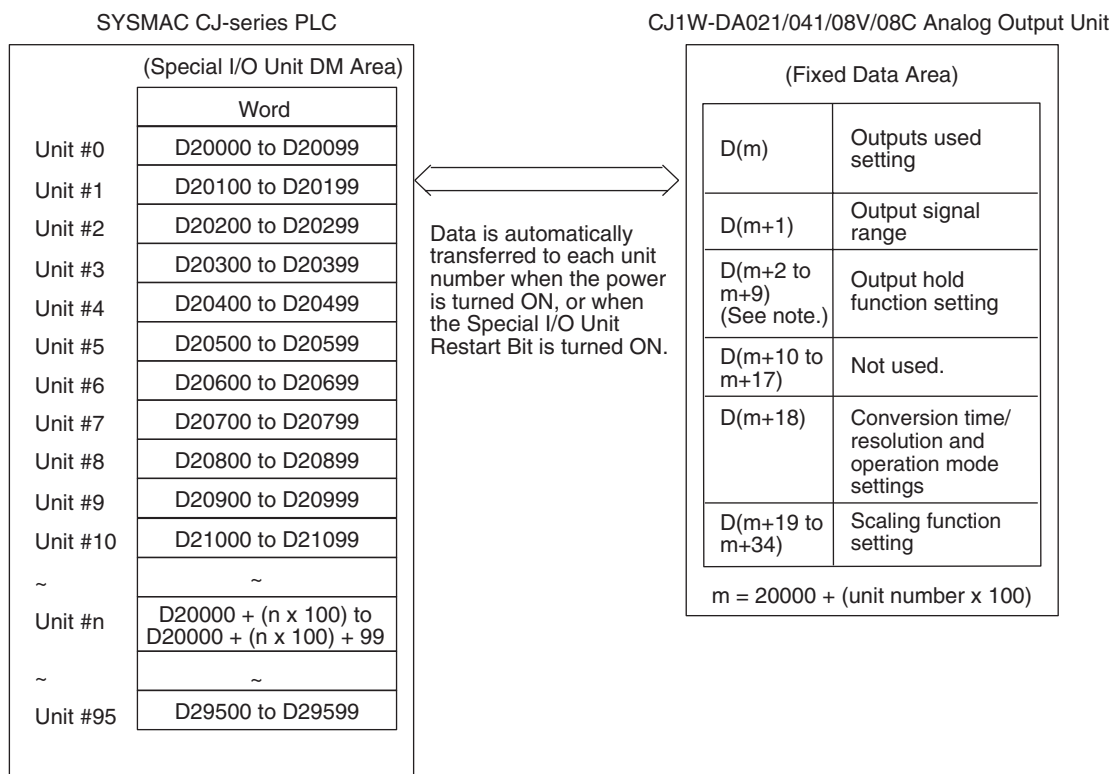 SYSMAC CJ-series PLC
(Special I/O Unit DM Area)
Word
Unit #0 D20000 to D20099
Unit #1 D20100 to D20199
Unit #2 D20200 to D20299
Unit #3 D20300 to D20399
Unit #4 D20400 to D20499
Unit #5 D20500 to D20599
Unit #6 D20600 to D20699
Unit #7 D20700 to D20799
Unit #8 D20800 to D20899
Unit #9 D20900 to D20999
Unit #10 D21000 to D21099
~ ~
Unit #n D20000 + (n x 100) to
D20000 + (n x 100) + 99
~ ~
Unit #95 D29500 to D29599
Data is automatically
transferred to each unit
number when the power
is turned ON, or when
the Special I/O Unit
Restart Bit is turned ON.
CJ1W-DA021/041/08V/08C Analog Output Unit
(Fixed Data Area)
D(m) Outputs used
setting
D(m+1) Output signal
range
D(m+2 to
m+9)
(See note.)
Output hold
function setting
D(m+10 to
m+17)
Not used.
D(m+18) Conversion time/
resolution and
operation mode
settings
D(m+19 to
m+34)
Scaling function
setting
m = 20000 + (unit number x 100)